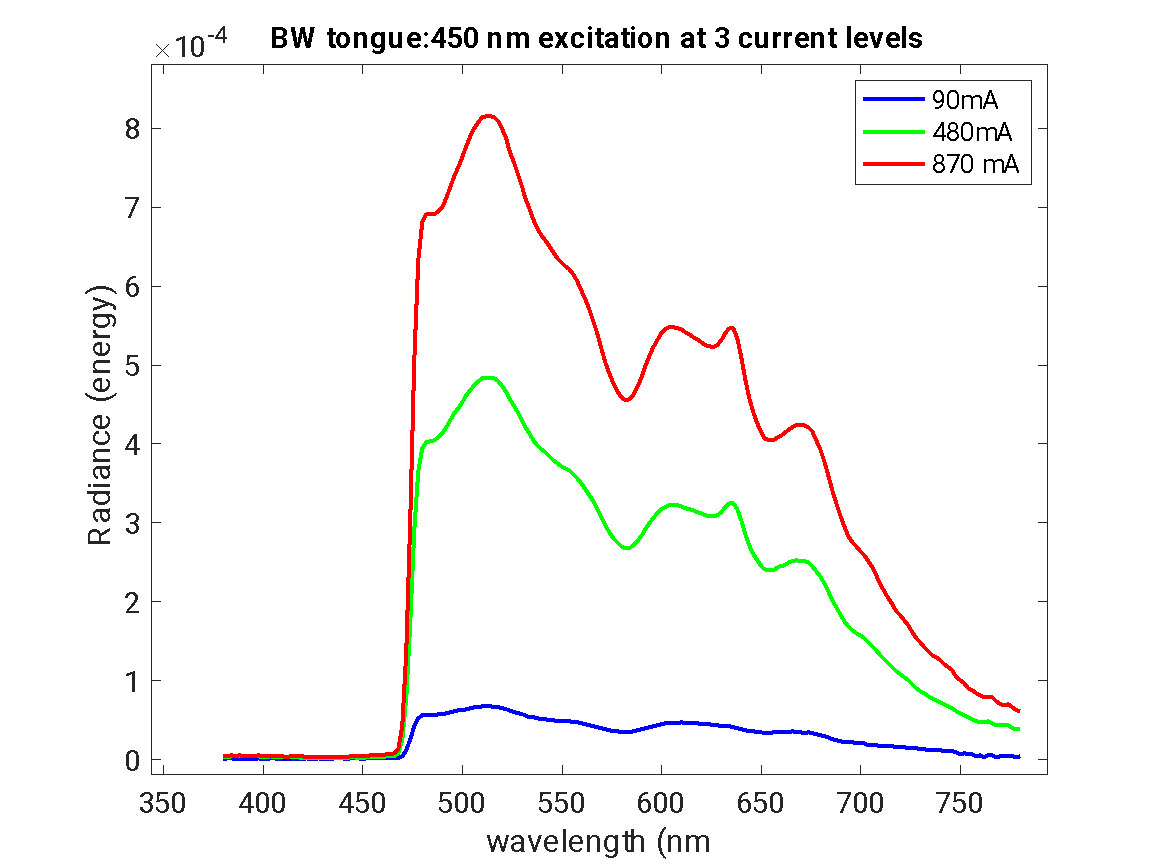 ×10-4
BW tongue:450 nm excitation at 3 current levels
90mA
480mA
870 mA
8
7
6
5
4
3
2
1
0
Radiance (energy)
350 400 450 500 550 600 650 700 750
wavelength (nm